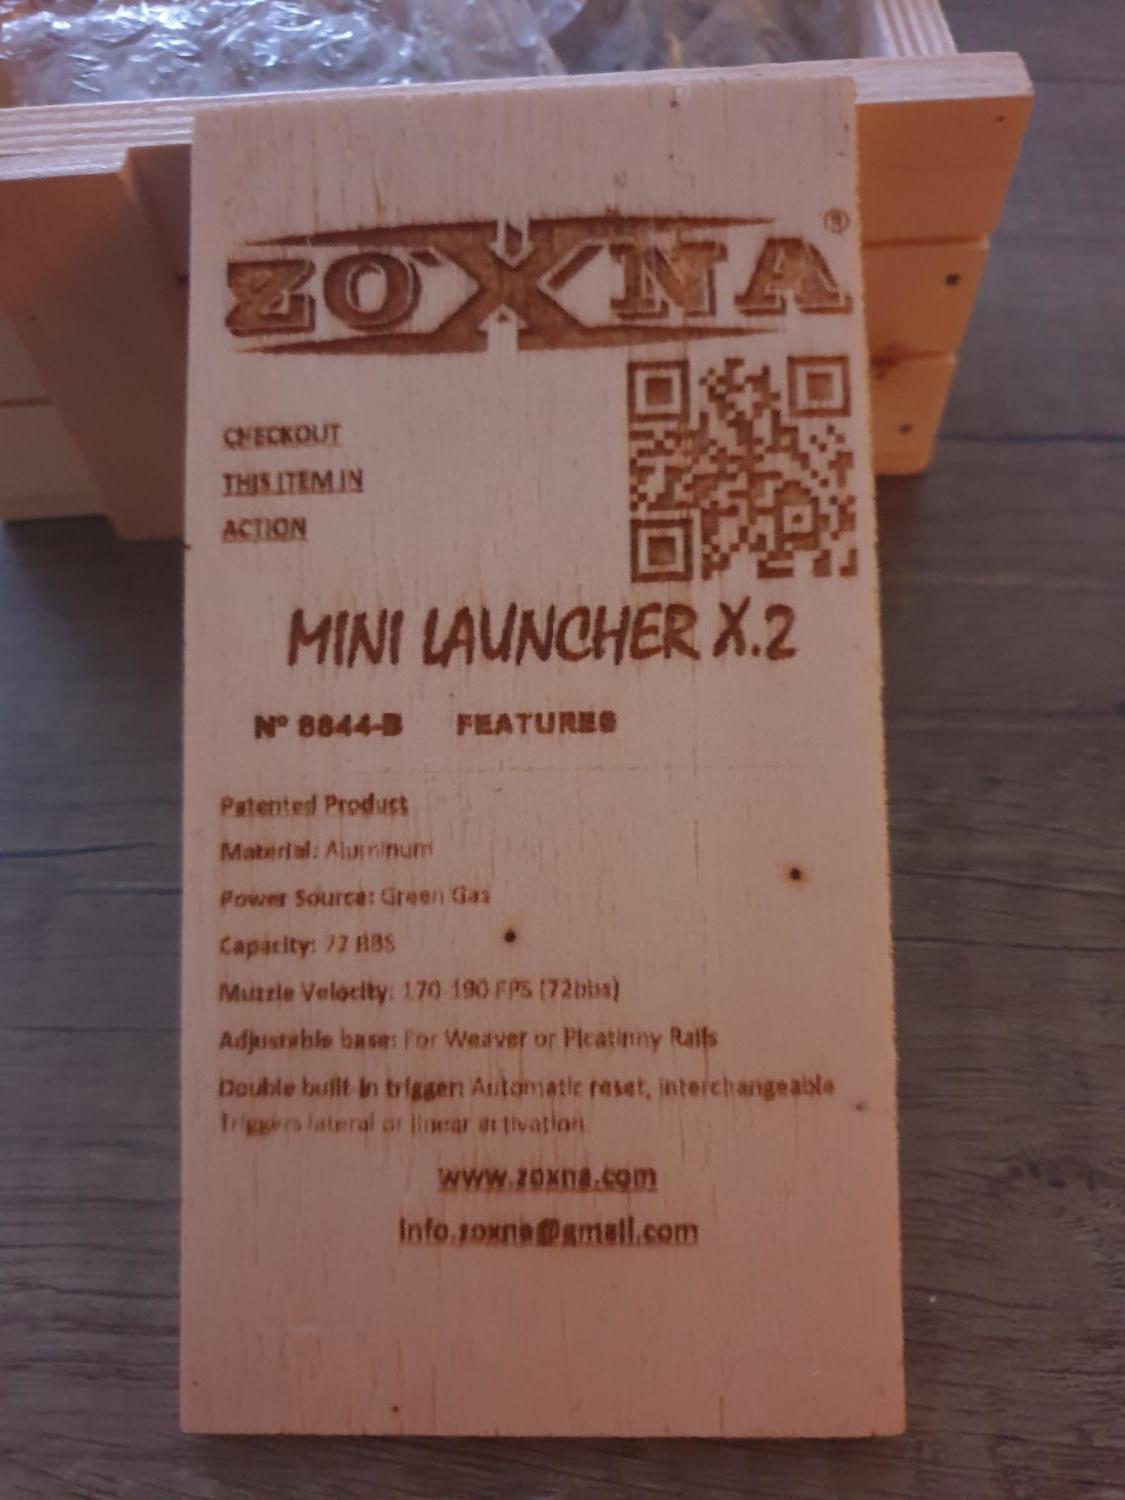 ZOXNA®
CHECKOUT
THIS ITEM IN
ACTION
MINI LAUNCHER X.2
Nº 8844-B FEATURES
Patented Product
Material: Aluminum
Power Source: Green Gas
Capacity: 72 BBS
Muzzle Velocity: 170-190 FPS (72bbs)
Adjustable base: For Weaver or Picatinny Rails
Double built-in trigger: Automatic reset, interchangeable
Triggers lateral or linear activation.
www.zoxna.com
info.zoxna@gmail.com